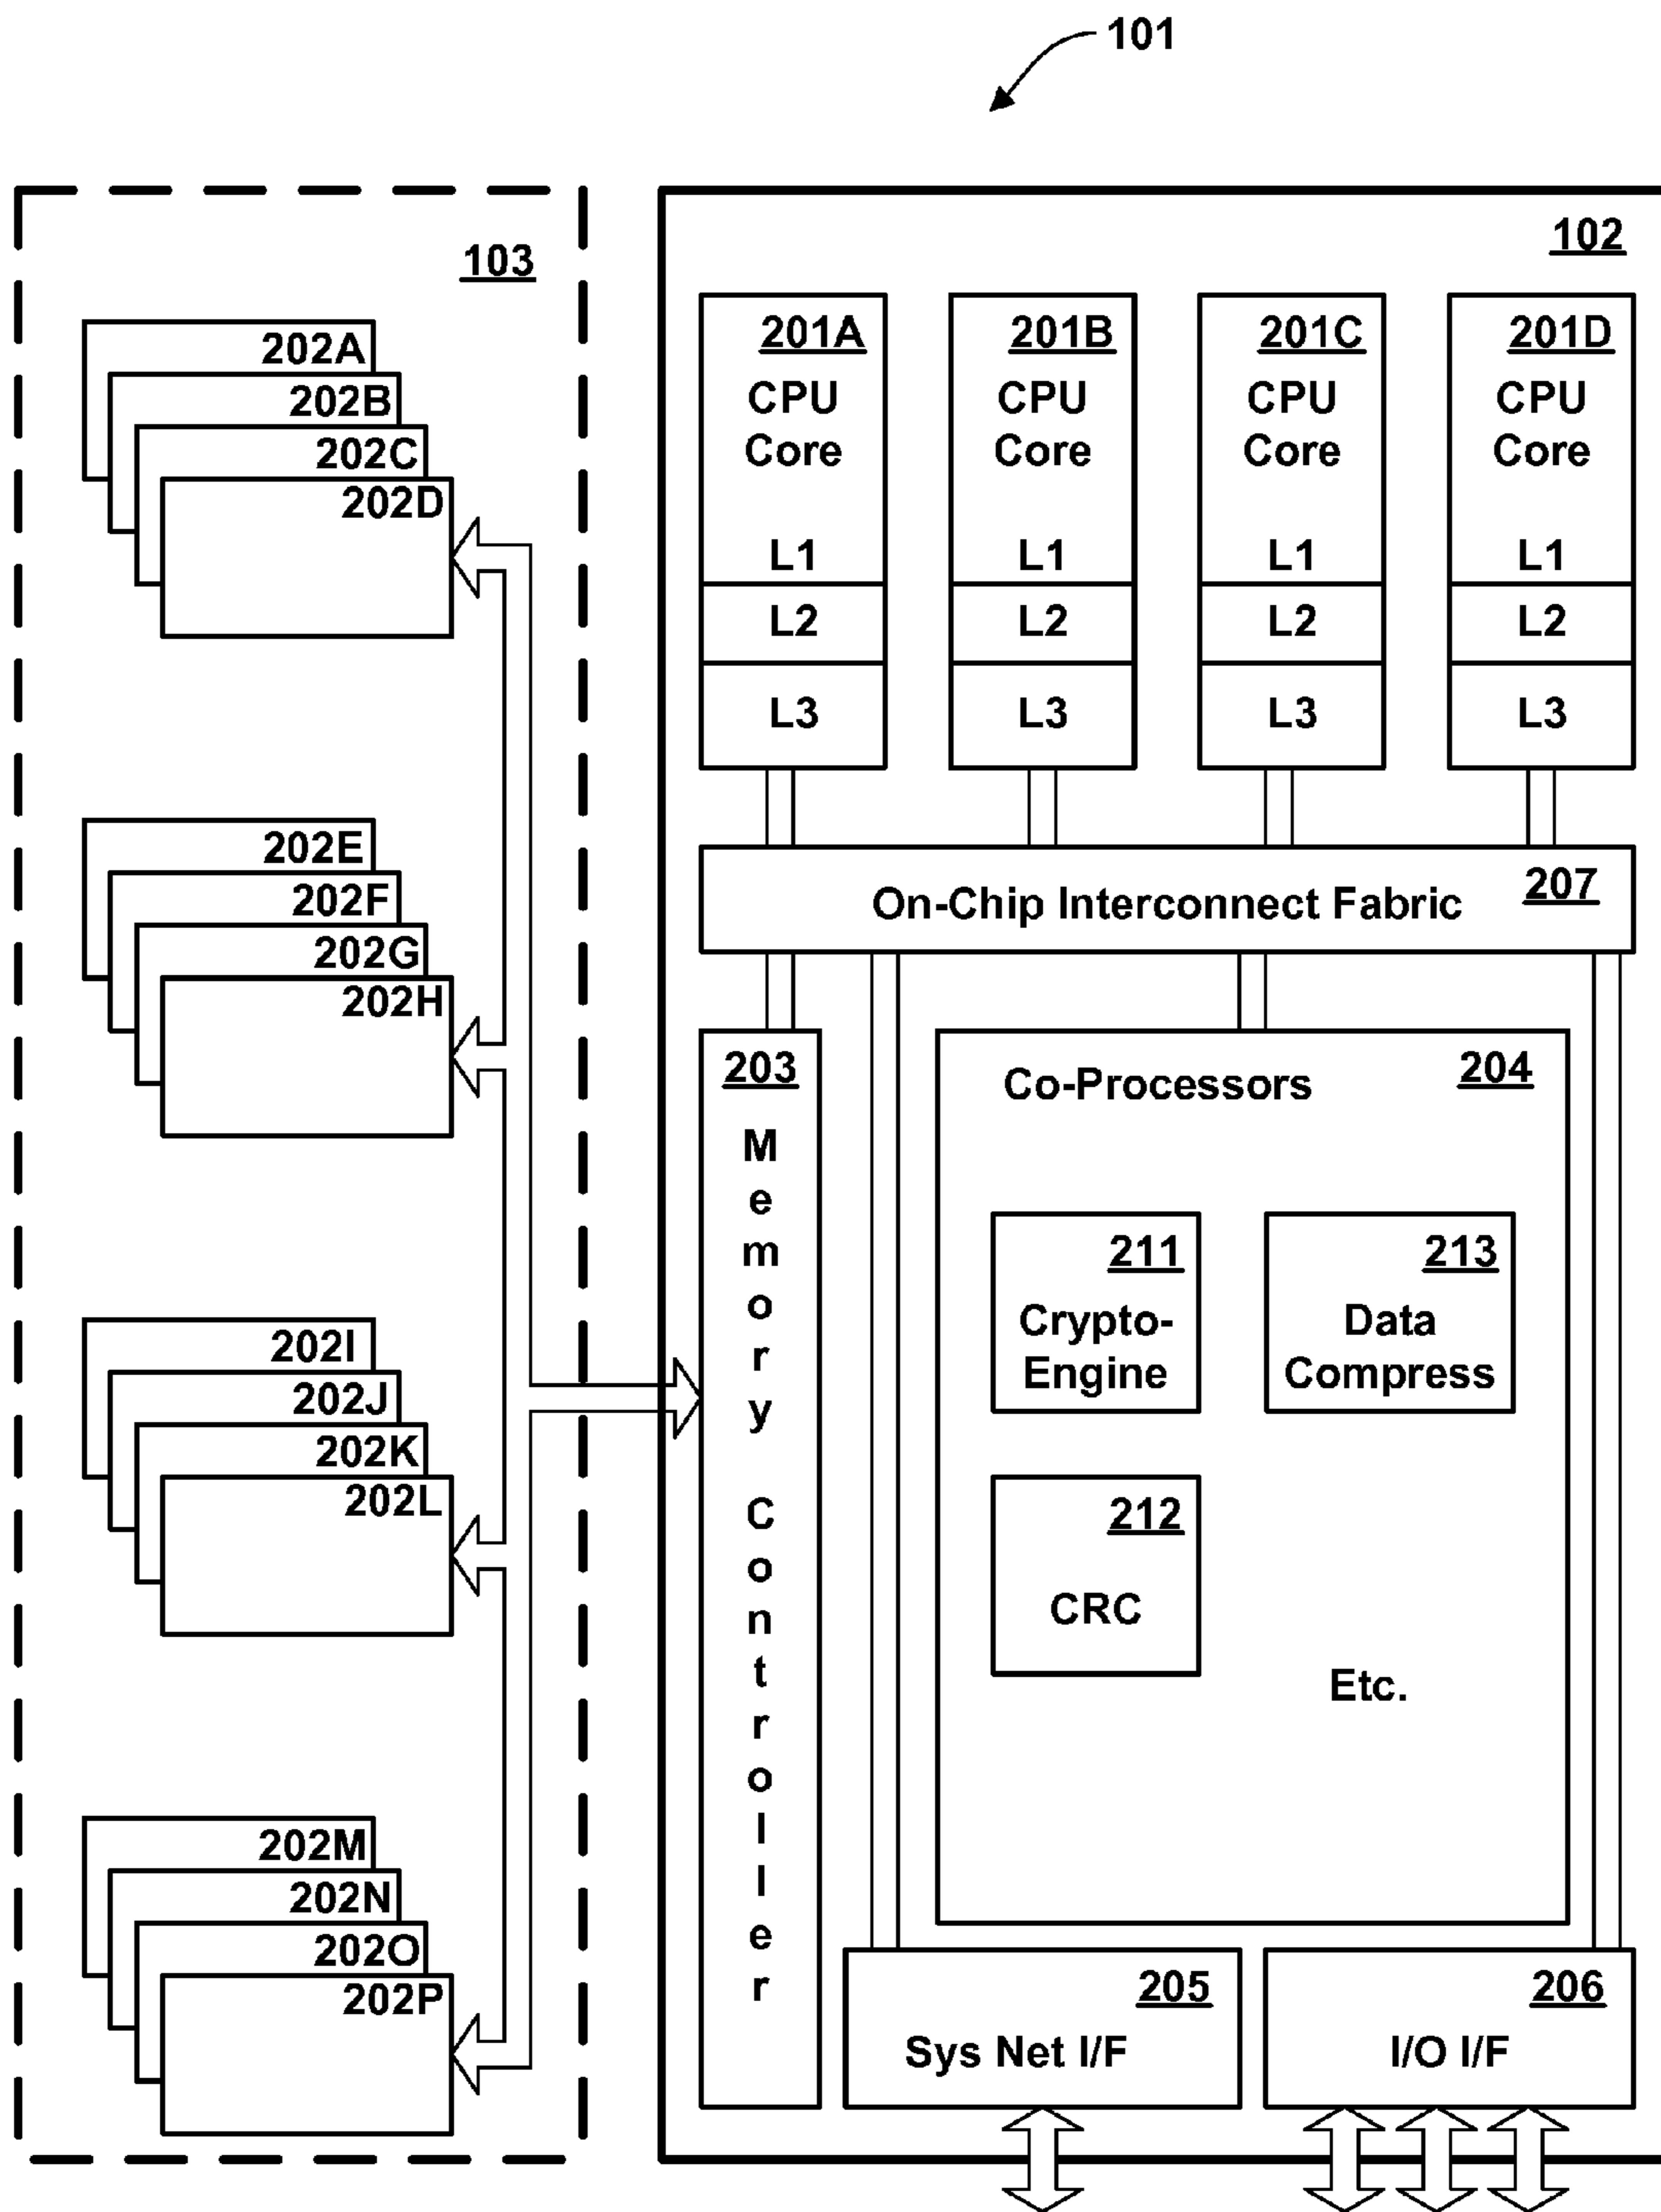 101
103
202A
202B
202C
202D
202E
202F
202G
202H
202I
202J
202K
202L
202M
202N
202O
202P
102
201A
CPU
Core
L1
L2
L3
201B
CPU
Core
L1
L2
L3
201C
CPU
Core
L1
L2
L3
201D
CPU
Core
L1
L2
L3
On-Chip Interconnect Fabric
207
203
Memory Controller
Co-Processors
204
211
Crypto-
Engine
213
Data
Compress
212
CRC
Etc.
205
Sys Net I/F
206
I/O I/F